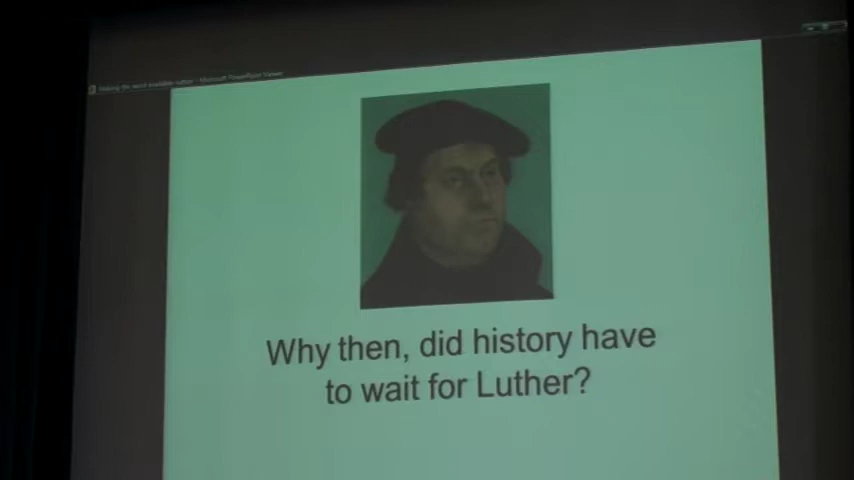 Why then, did history have
to wait for Luther?